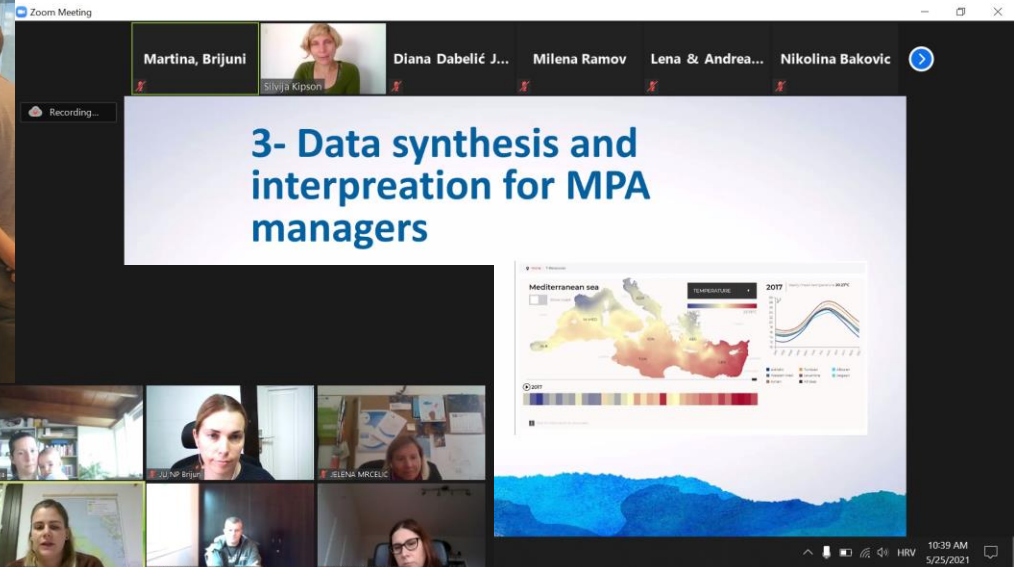 Zoom Meeting
Martina, Brijuni
Silvija Kipson
Diana Dabelić J...
Milena Ramov
Lena & Andrea...
Nikolina Bakovic
Recording...
3- Data synthesis and
interpreation for MPA
managers
Mediterranean sea
TEMPERATURE
2017
2017
JU NP Brijuni
JELENA MRCELIC
HRV
10:39 AM
5/25/2021